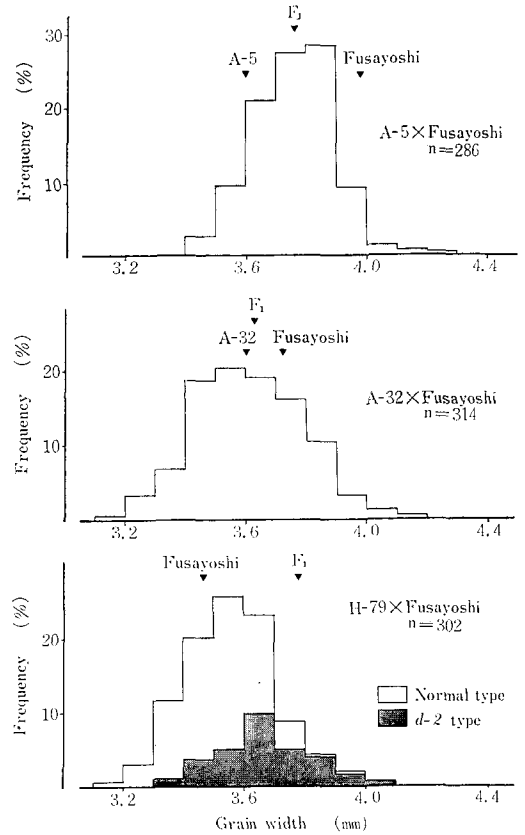 F1
A-5
Fusayoshi
A-5×Fusayoshi
n=286
Frequency (%)
30
20
10
3.2
3.6
4.0
4.4
F1
A-32
Fusayoshi
A-32×Fusayoshi
n=314
Frequency (%)
20
10
3.2
3.6
4.0
4.4
Fusayoshi
F1
H-79×Fusayoshi
n=302
Normal type
d-2 type
Frequency (%)
20
10
3.2
3.6
4.0
4.4
Grain width (mm)